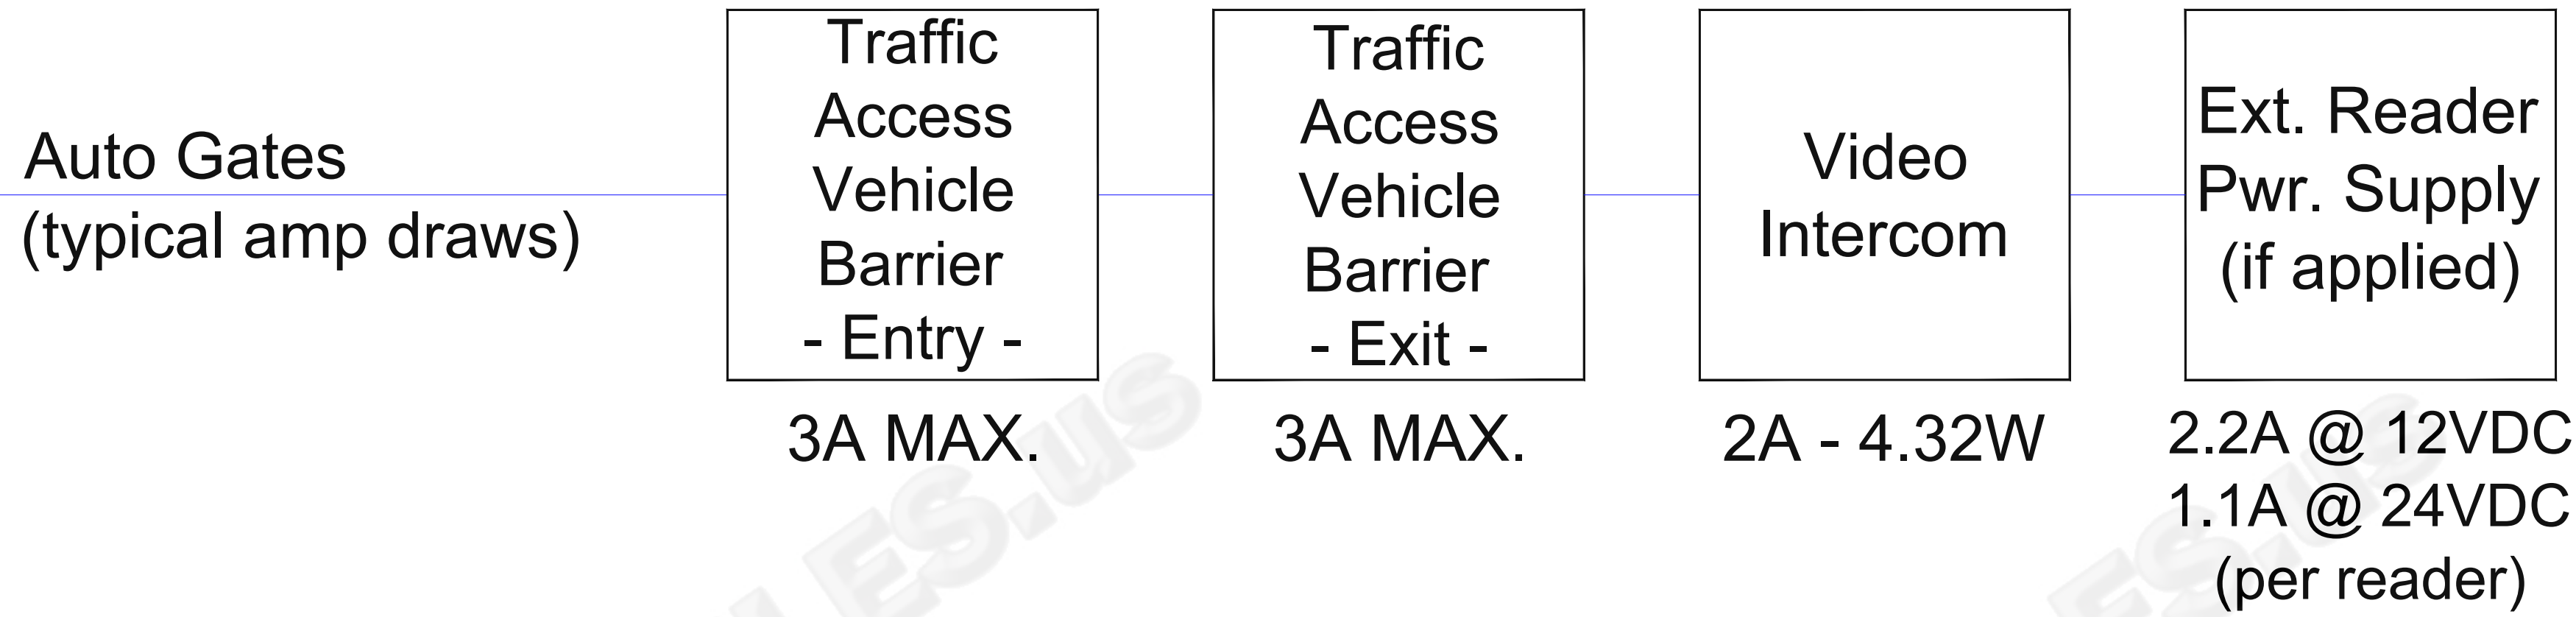 Auto Gates
(typical amp draws)
Traffic
Access
Vehicle
Barrier
- Entry -
3A MAX.
Traffic
Access
Vehicle
Barrier
- Exit -
3A MAX.
Video
Intercom
2A - 4.32W
Ext. Reader
Pwr. Supply
(if applied)
2.2A @ 12VDC
1.1A @ 24VDC
(per reader)